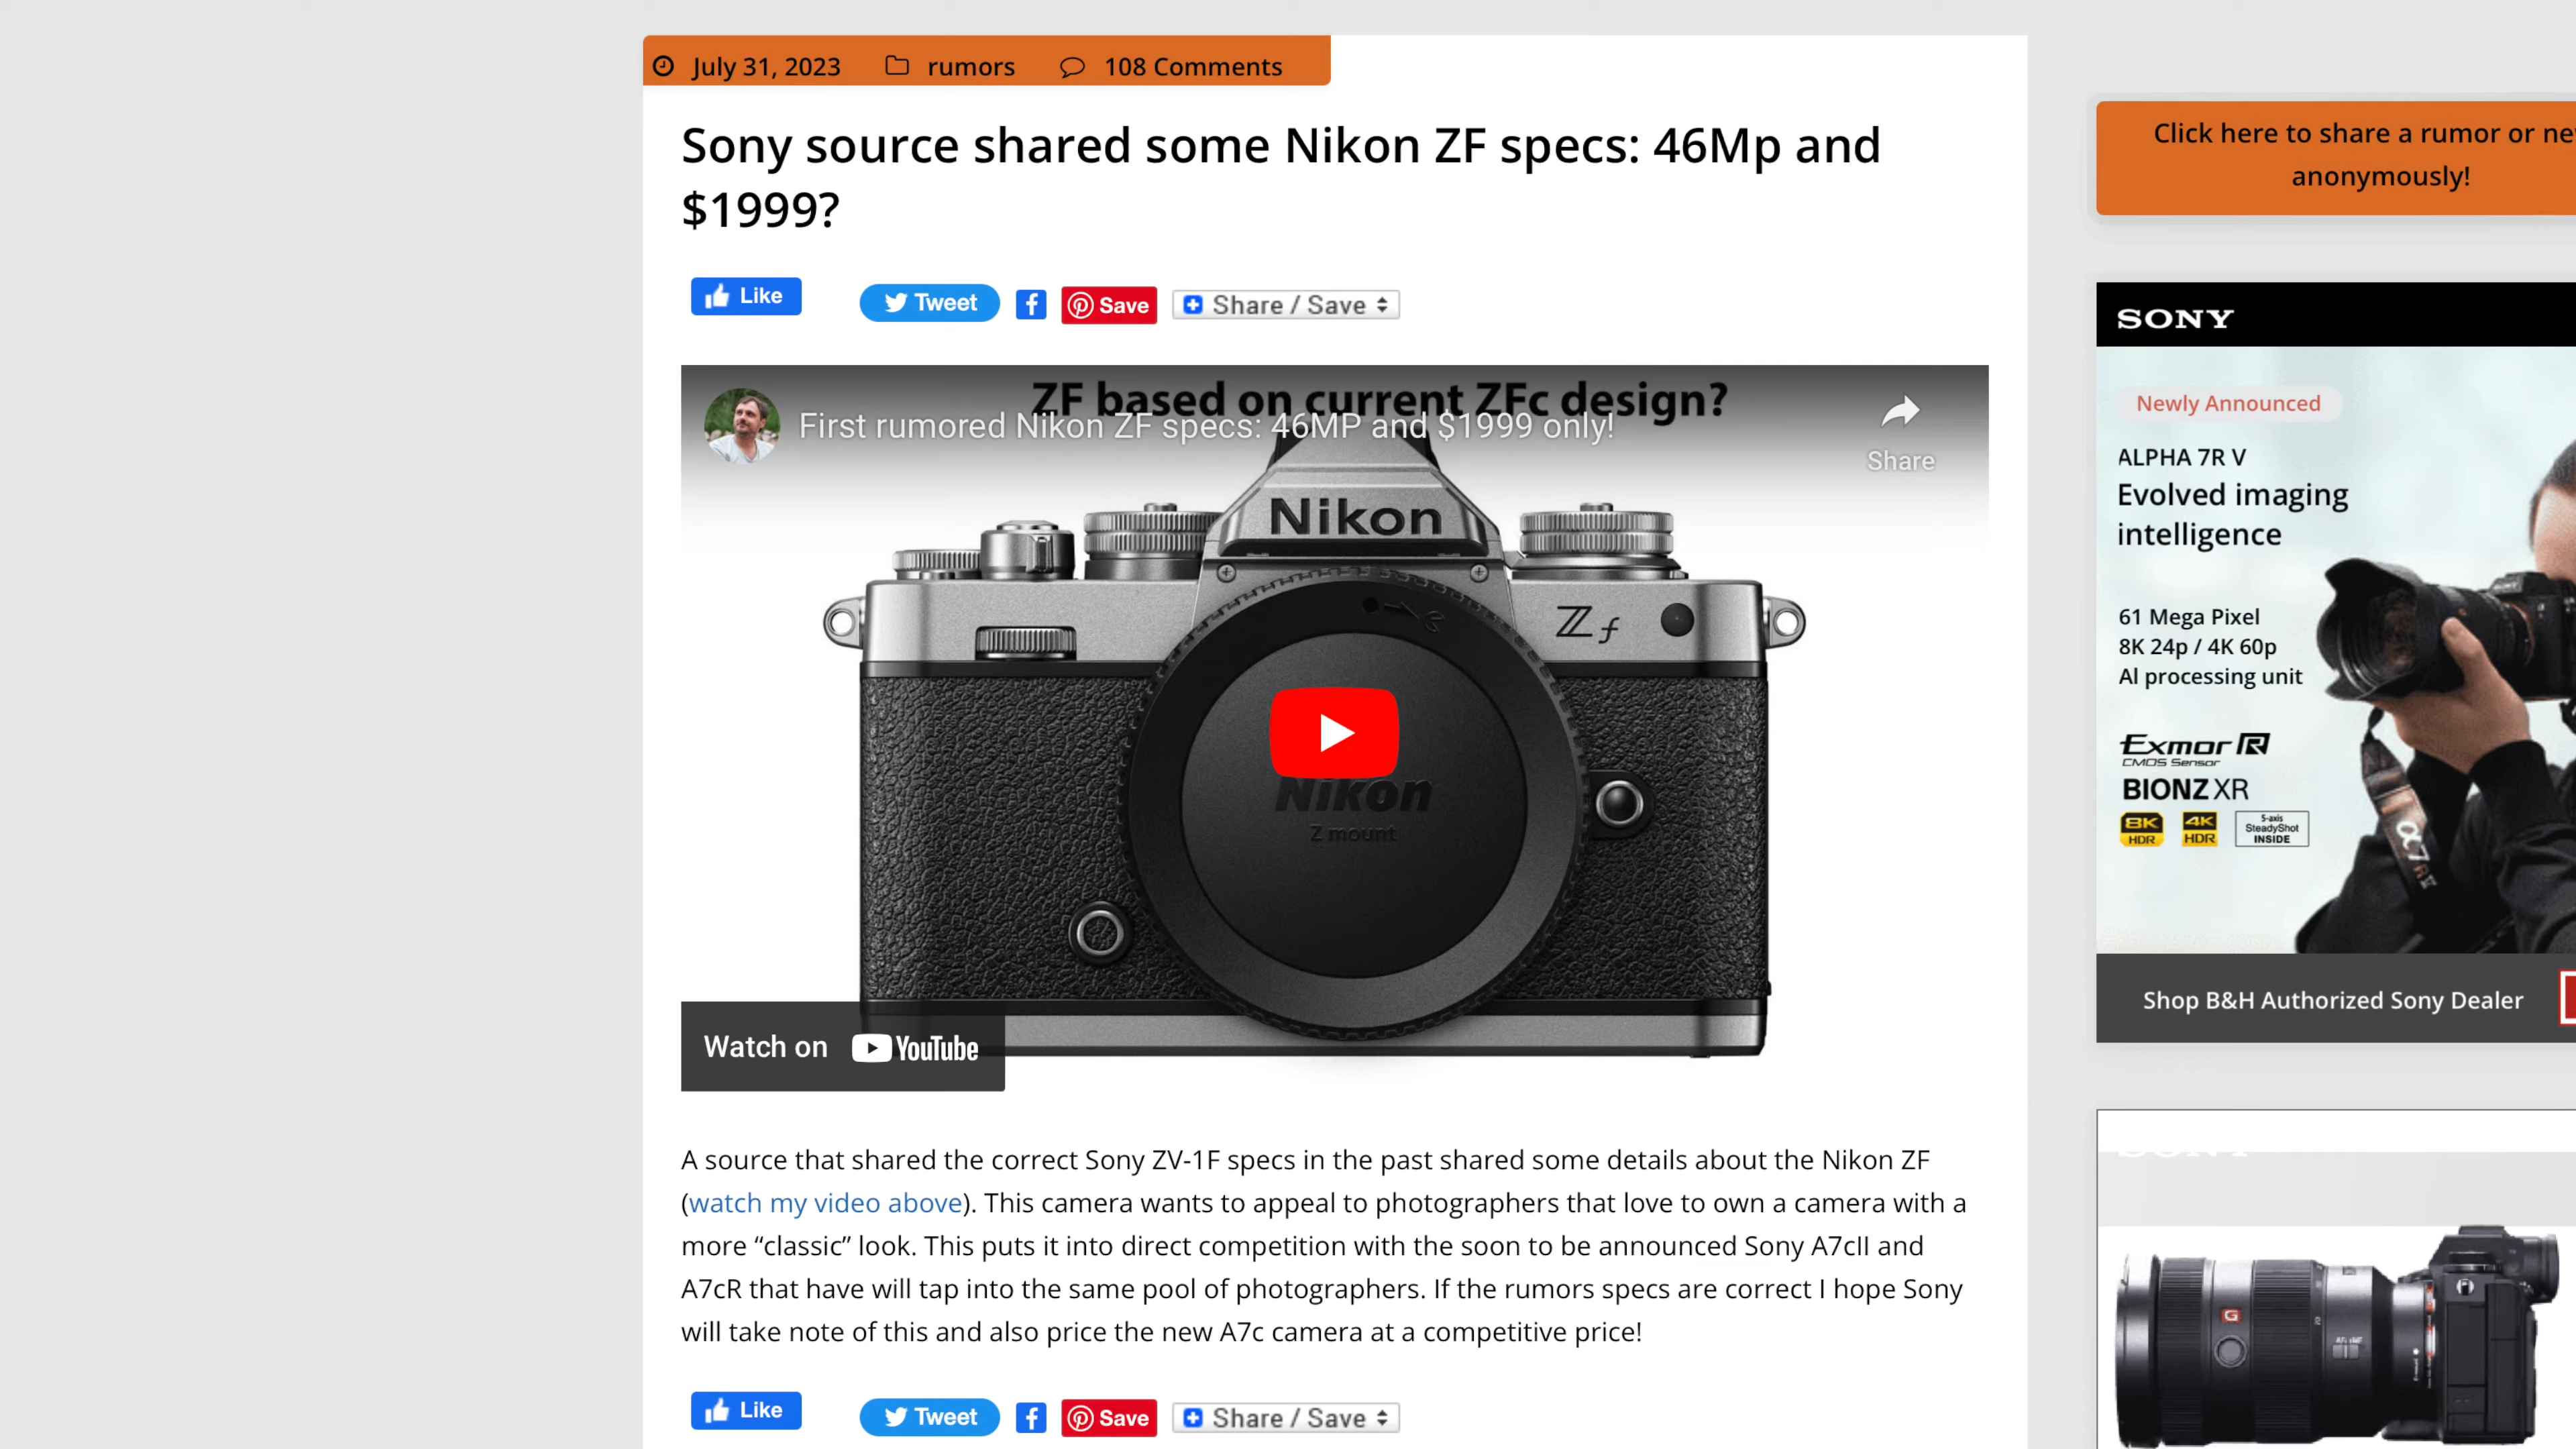 July 31, 2023 rumors 108 Comments
Sony source shared some Nikon ZF specs: 46Mp and
$1999?
Like Tweet Save Share / Save
ZF based on current ZFc design?
First rumored Nikon ZF specs: 46MP and $1999 only!
Share
Nikon
Zf
Nikon
Z mount
Watch on YouTube
A source that shared the correct Sony ZV-1F specs in the past shared some details about the Nikon ZF
(watch my video above). This camera wants to appeal to photographers that love to own a camera with a
more “classic” look. This puts it into direct competition with the soon to be announced Sony A7cII and
A7cR that have will tap into the same pool of photographers. If the rumors specs are correct I hope Sony
will take note of this and also price the new A7c camera at a competitive price!
Like Tweet Save Share / Save
Click here to share a rumor or
anonymously!
SONY
Newly Announced
ALPHA 7R V
Evolved imaging
intelligence
61 Mega Pixel
8K 24p / 4K 60p
AI processing unit
Exmor R
CMOS Sensor
BIONZ XR
8K HDR 4K HDR 5-axis SteadyShot INSIDE
α7R
Shop B&H Authorized Sony Dealer
SONY
G